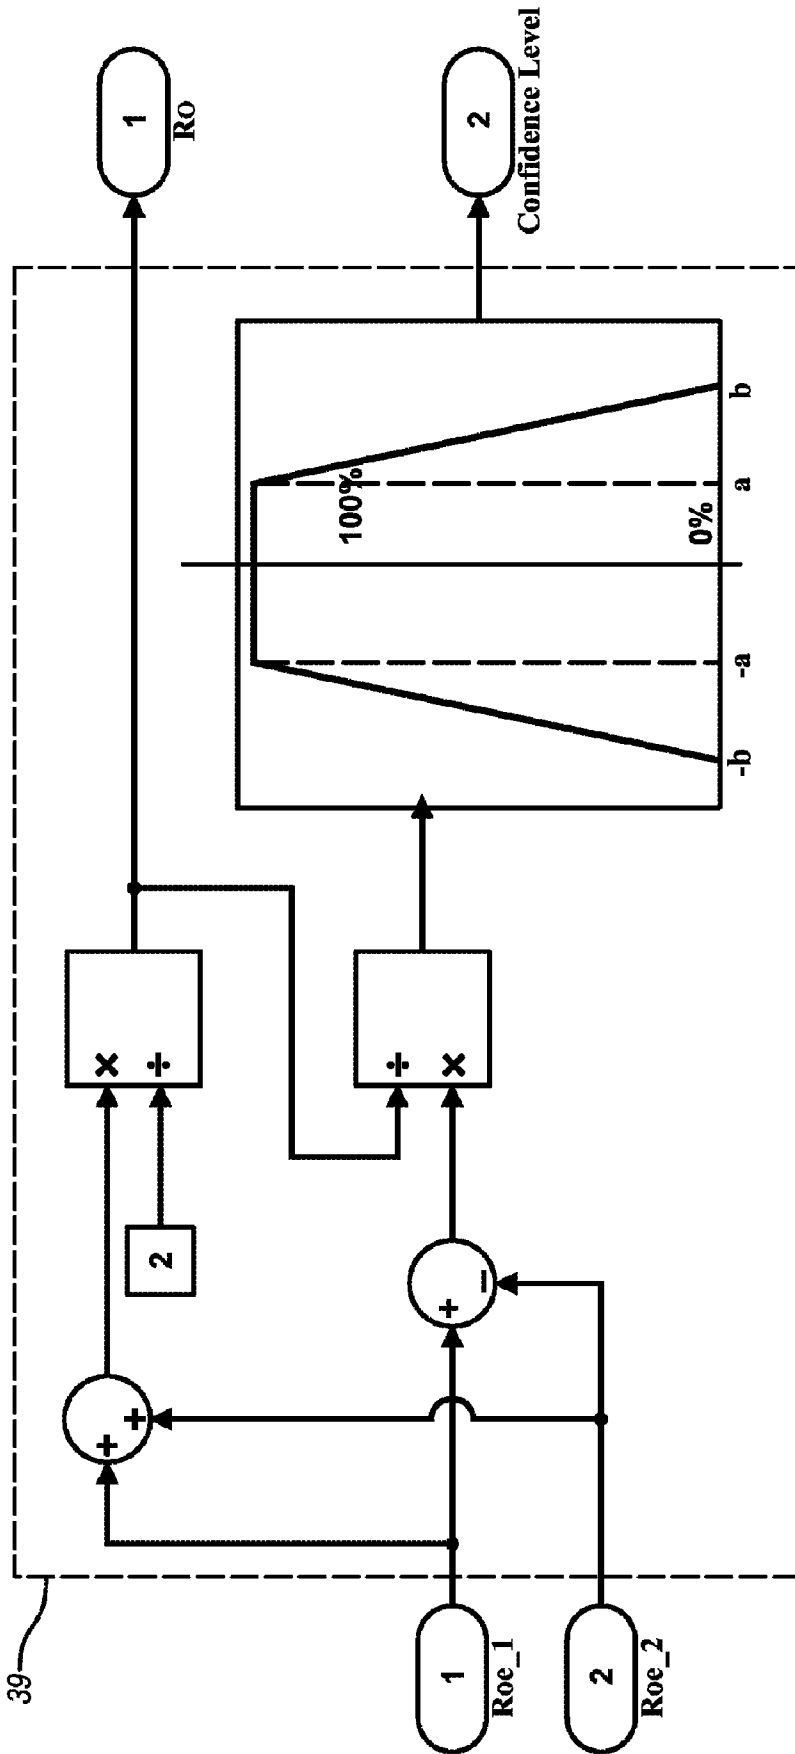 39
1
Roe_1
2
Roe_2
+
+
2
×
÷
+
−
÷
×
100%
0%
-b
-a
a
b
1
Ro
2
Confidence Level